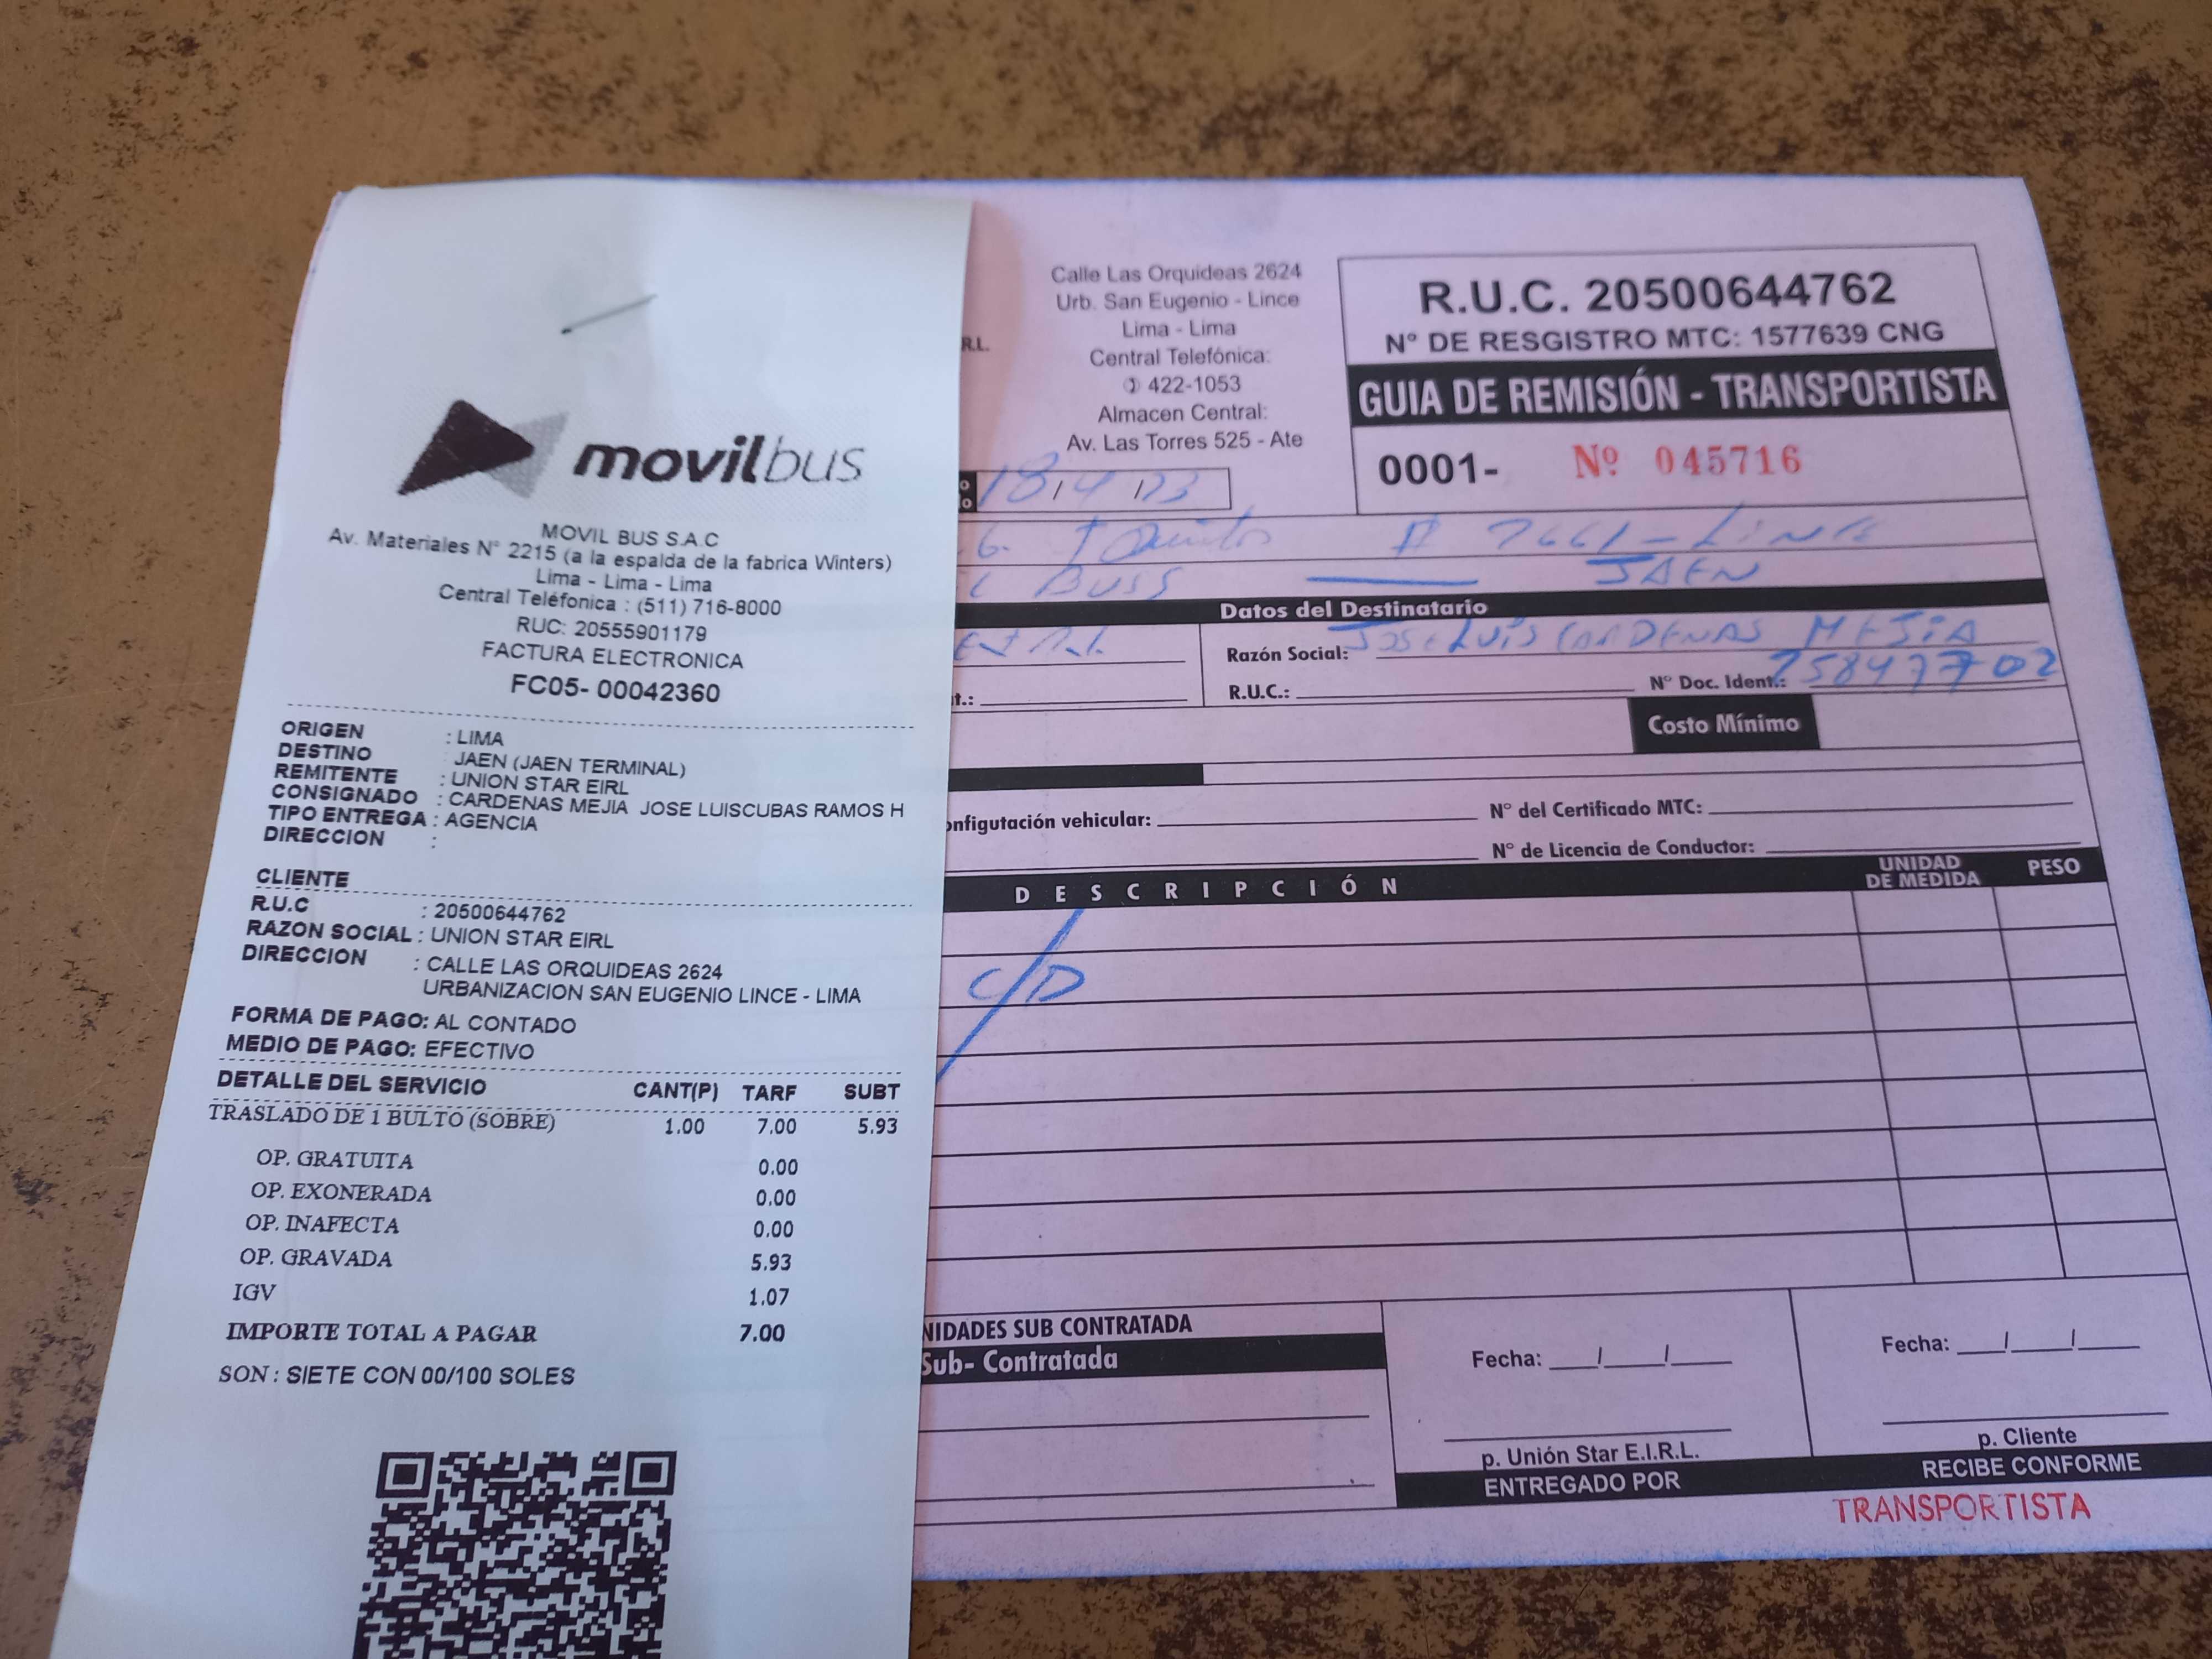 movilbus
MOVIL BUS S.A.C
Av. Materiales N° 2215 (a la espalda de la fabrica Winters)
Lima - Lima - Lima
Central Teléfonica : (511) 716-8000
RUC: 20555901179
FACTURA ELECTRONICA
FC05- 00042360
ORIGEN : LIMA
DESTINO JAEN (JAEN TERMINAL)
REMITENTE : UNION STAR EIRL
CONSIGNADO : CARDENAS MEJIA JOSE LUISCUBAS RAMOS H
TIPO ENTREGA : AGENCIA
DIRECCION :
CLIENTE
R.U.C : 20500644762
RAZON SOCIAL : UNION STAR EIRL
DIRECCION : CALLE LAS ORQUIDEAS 2624
URBANIZACION SAN EUGENIO LINCE - LIMA
FORMA DE PAGO: AL CONTADO
MEDIO DE PAGO: EFECTIVO
DETALLE DEL SERVICIO CANT(P) TARF SUBT
TRASLADO DE 1 BULTO (SOBRE) 1.00 7.00 5.93
OP. GRATUITA 0.00
OP. EXONERADA 0.00
OP. INAFECTA 0.00
OP. GRAVADA 5.93
IGV 1.07
IMPORTE TOTAL A PAGAR 7.00
SON : SIETE CON 00/100 SOLES
R.L.
Calle Las Orquideas 2624
Urb. San Eugenio - Lince
Lima - Lima
Central Telefónica:
422-1053
Almacen Central:
Av. Las Torres 525 - Ate
R.U.C. 20500644762
N° DE RESGISTRO MTC: 1577639 CNG
GUIA DE REMISIÓN - TRANSPORTISTA
0001- Nº 045716
18/4/23
BUSS JAEN
Datos del Destinatario
Razón Social: JOSE LUIS CARDENAS MEJIA
t.: R.U.C.: N° Doc. Ident.:
Costo Mínimo
onfigutación vehicular: N° del Certificado MTC:
N° de Licencia de Conductor:
DESCRIPCIÓN UNIDAD DE MEDIDA PESO
C/D
NIDADES SUB CONTRATADA
Sub- Contratada
Fecha: __/__/__ Fecha: __/__/__
p. Unión Star E.I.R.L. p. Cliente
ENTREGADO POR RECIBE CONFORME
TRANSPORTISTA